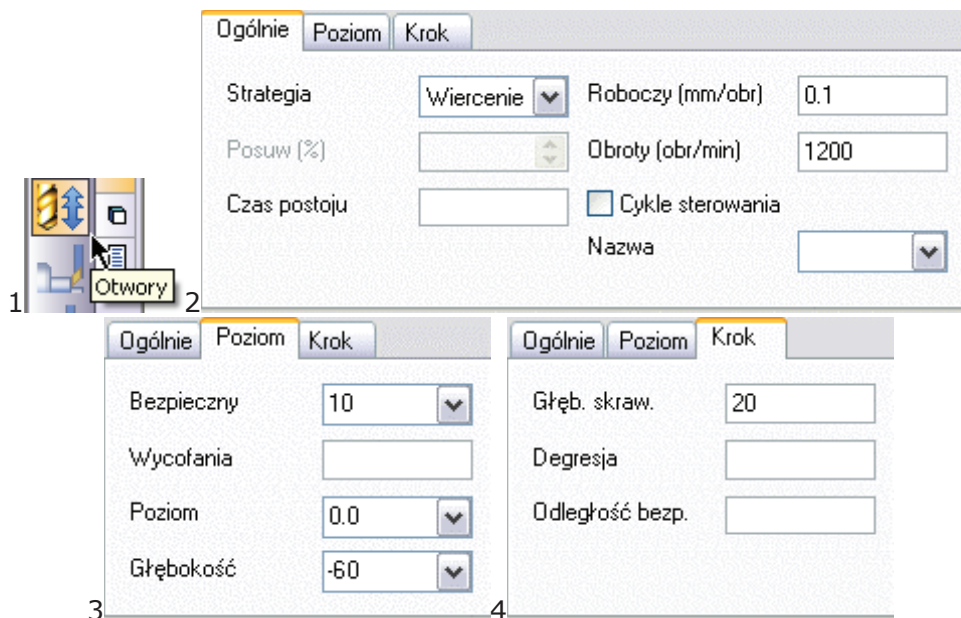 Otwory
1
Ogólnie Poziom Krok
Strategia Wiercenie Roboczy (mm/obr) 0.1
Posuw (%) Obroty (obr/min) 1200
Czas postoju Cykle sterowania
Nazwa
2
Ogólnie Poziom Krok
Bezpieczny 10
Wycofania
Poziom 0.0
Głębokość -60
3
Ogólnie Poziom Krok
Głęb. skraw. 20
Degresja
Odległość bezp.
4